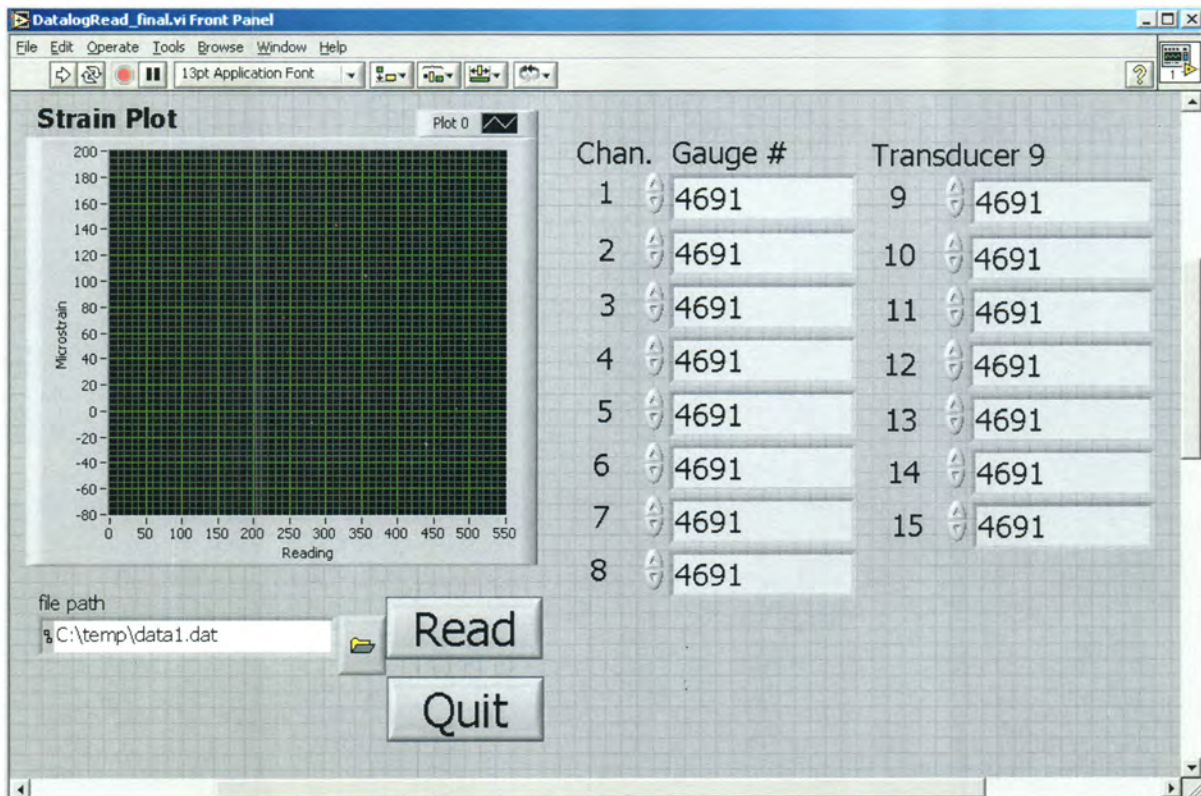 DatalogRead_final.vi Front Panel
File Edit Operate Tools Browse Window Help
13pt Application Font
1
Strain Plot
Plot 0
200
180
160
140
120
100
80
60
40
20
0
-20
-40
-60
-80
Microstrain
0 50 100 150 200 250 300 350 400 450 500 550
Reading
Chan. Gauge # Transducer 9
1 4691 9 4691
2 4691 10 4691
3 4691 11 4691
4 4691 12 4691
5 4691 13 4691
6 4691 14 4691
7 4691 15 4691
8 4691
file path
C:\temp\data1.dat
Read
Quit